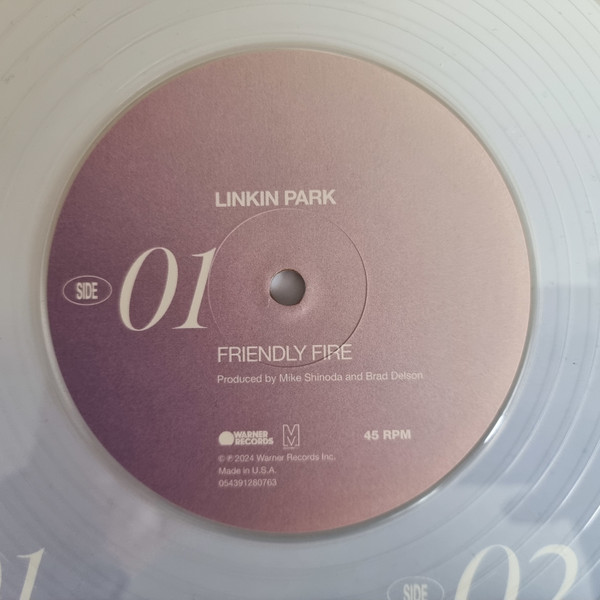 LINKIN PARK
SIDE
01
FRIENDLY FIRE
Produced by Mike Shinoda and Brad Delson
WARNER
RECORDS
45 RPM
© ℗ 2024 Warner Records Inc.
Made in U.S.A.
054391280763
01
SIDE
02